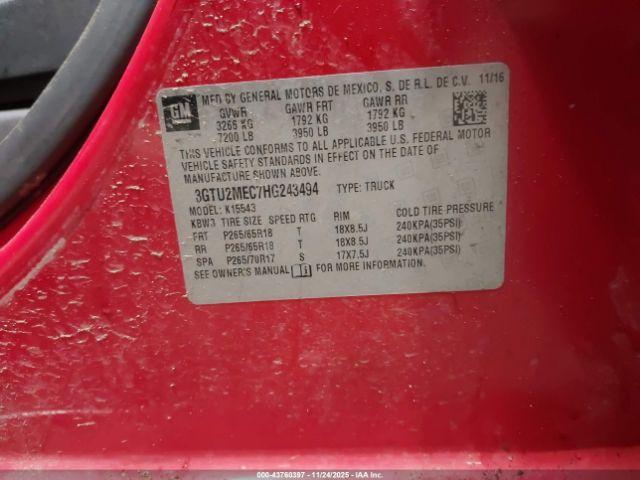 GM
MFD BY GENERAL MOTORS DE MEXICO, S. DE R.L. DE C.V. 11/16
GVWR GAWR FRT GAWR RR
3265 KG 1792 KG 1792 KG
7200 LB 3950 LB 3950 LB
THIS VEHICLE CONFORMS TO ALL APPLICABLE U.S. FEDERAL MOTOR
VEHICLE SAFETY STANDARDS IN EFFECT ON THE DATE OF
MANUFACTURE SHOWN ABOVE.
3GTU2MEC7HG243494 TYPE: TRUCK
MODEL: K15543
KBW3 TIRE SIZE SPEED RTG RIM COLD TIRE PRESSURE
FRT P265/65R18 T 18X8.5J 240KPA(35PSI)
RR P265/65R18 T 18X8.5J 240KPA(35PSI)
SPA P265/70R17 S 17X7.5J 240KPA(35PSI)
SEE OWNER'S MANUAL FOR MORE INFORMATION.
000-43760397 - 11/24/2025 - IAAI.COM